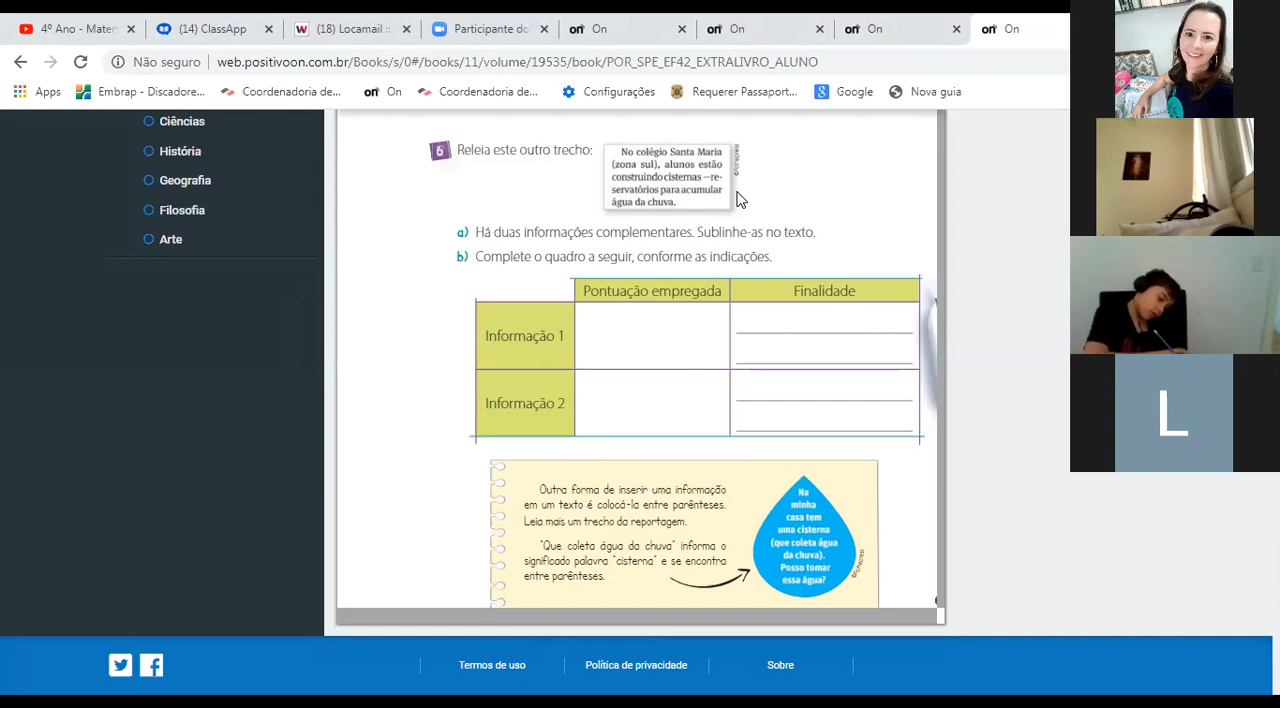 4º Ano - Matem
(14) ClassApp
(18) Locamail ::
Participante do
on On
on On
on On
on On
Não seguro | web.positivoon.com.br/Books/s/0#/books/11/volume/19535/book/POR_SPE_EF42_EXTRALIVRO_ALUNO
Apps
Embrap - Discadore...
Coordenadoria de...
on On
Coordenadoria de...
Configurações
Requerer Passaport...
Google
Nova guia
Ciências
História
Geografia
Filosofia
Arte
6 Releia este outro trecho:
No colégio Santa Maria
(zona sul), alunos estão
construindo cisternas —re-
servatórios para acumular
água da chuva.
a) Há duas informações complementares. Sublinhe-as no texto.
b) Complete o quadro a seguir, conforme as indicações.
Pontuação empregada
Finalidade
Informação 1
Informação 2
Outra forma de inserir uma informação
em um texto é colocá-la entre parênteses.
Leia mais um trecho da reportagem.
"Que coleta água da chuva" informa o
significado palavra "cisterna" e se encontra
entre parênteses.
Na
minha
casa tem
uma cisterna
(que coleta água
da chuva).
Posso tomar
essa água?
L
Termos de uso
Política de privacidade
Sobre